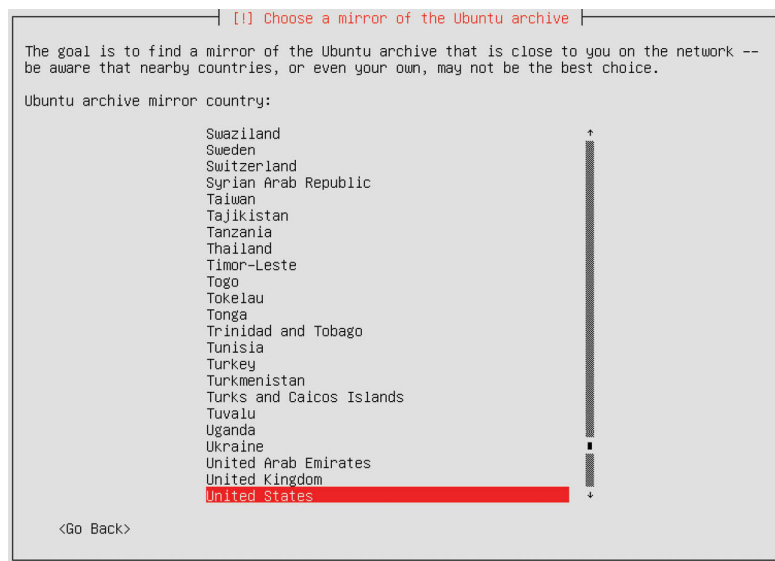 [!] Choose a mirror of the Ubuntu archive
The goal is to find a mirror of the Ubuntu archive that is close to you on the network --
be aware that nearby countries, or even your own, may not be the best choice.
Ubuntu archive mirror country:
Swaziland
Sweden
Switzerland
Syrian Arab Republic
Taiwan
Tajikistan
Tanzania
Thailand
Timor-Leste
Togo
Tokelau
Tonga
Trinidad and Tobago
Tunisia
Turkey
Turkmenistan
Turks and Caicos Islands
Tuvalu
Uganda
Ukraine
United Arab Emirates
United Kingdom
United States
<Go Back>